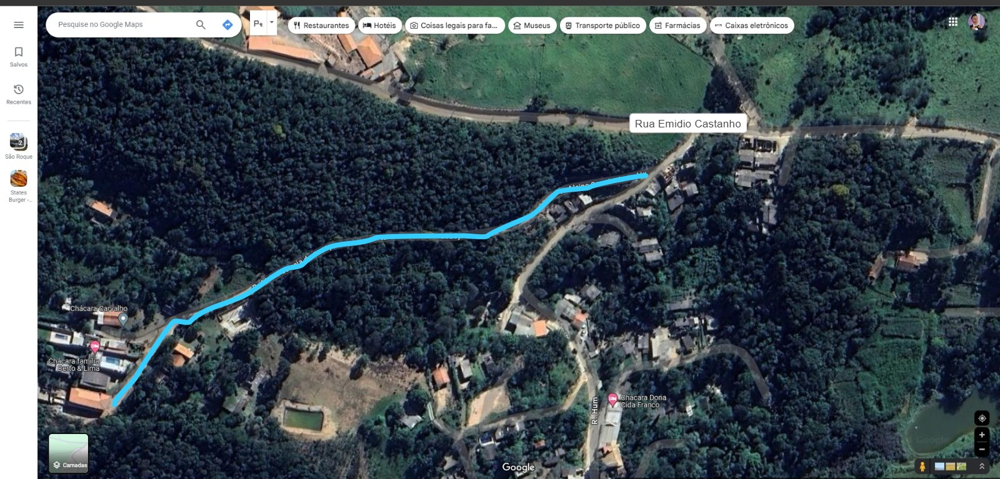 Pesquise no Google Maps
Restaurantes
Hotéis
Coisas legais para fa...
Museus
Transporte público
Farmácias
Caixas eletrônicos
Salvos
Recentes
2
São Roque
States
Burger -...
Rua Emidio Castanho
Chácara Carvalho
Chácara família
Berto & Lima
R. Hum
Chácara Dona
Cida Franco
Camadas
Google